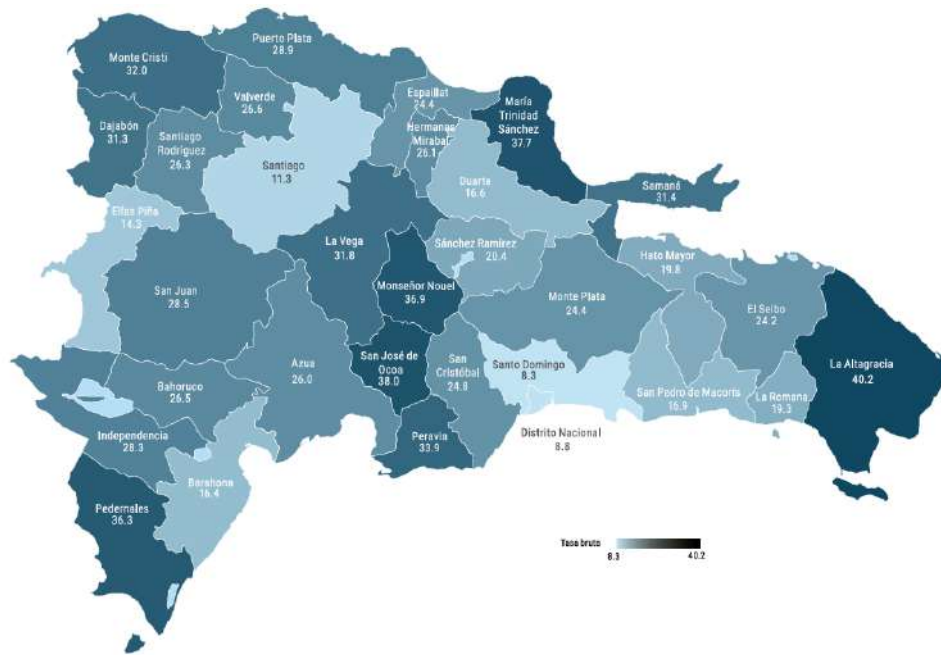 Puerto Plata
28.9
Monte Cristi
32.0
Espaillat
24.4
Valverde
26.6
María
Trinidad
Sánchez
37.7
Dajabón
31.3
Santiago
Rodríguez
26.3
Hermanas
Mirabal
26.1
Santiago
11.3
Duarte
16.6
Samaná
31.4
Elías Piña
14.3
La Vega
31.8
Sánchez Ramírez
20.4
Hato Mayor
19.8
San Juan
28.5
Monseñor Nouel
36.9
Monte Plata
24.4
El Seibo
24.2
Azua
26.0
San José de
Ocoa
38.0
San
Cristóbal
24.8
Santo Domingo
8.3
La Altagracia
40.2
Bahoruco
26.5
San Pedro de Macorís
16.9
La Romana
19.3
Independencia
28.3
Peravia
33.9
Distrito Nacional
8.8
Barahona
16.4
Pedernales
36.3
Tasa bruta
8.3
40.2